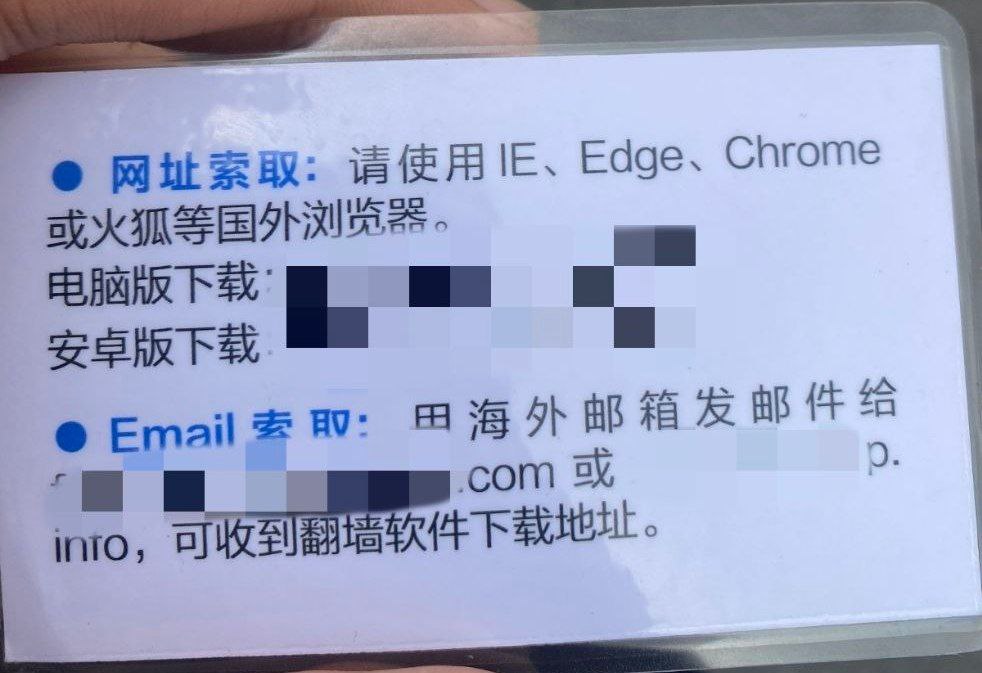 ● 网址索取：请使用 IE、Edge、Chrome
或火狐等国外浏览器。
电脑版下载：
安卓版下载
● Email 索取：用海外邮箱发邮件给
.com 或 p.
info，可收到翻墙软件下载地址。